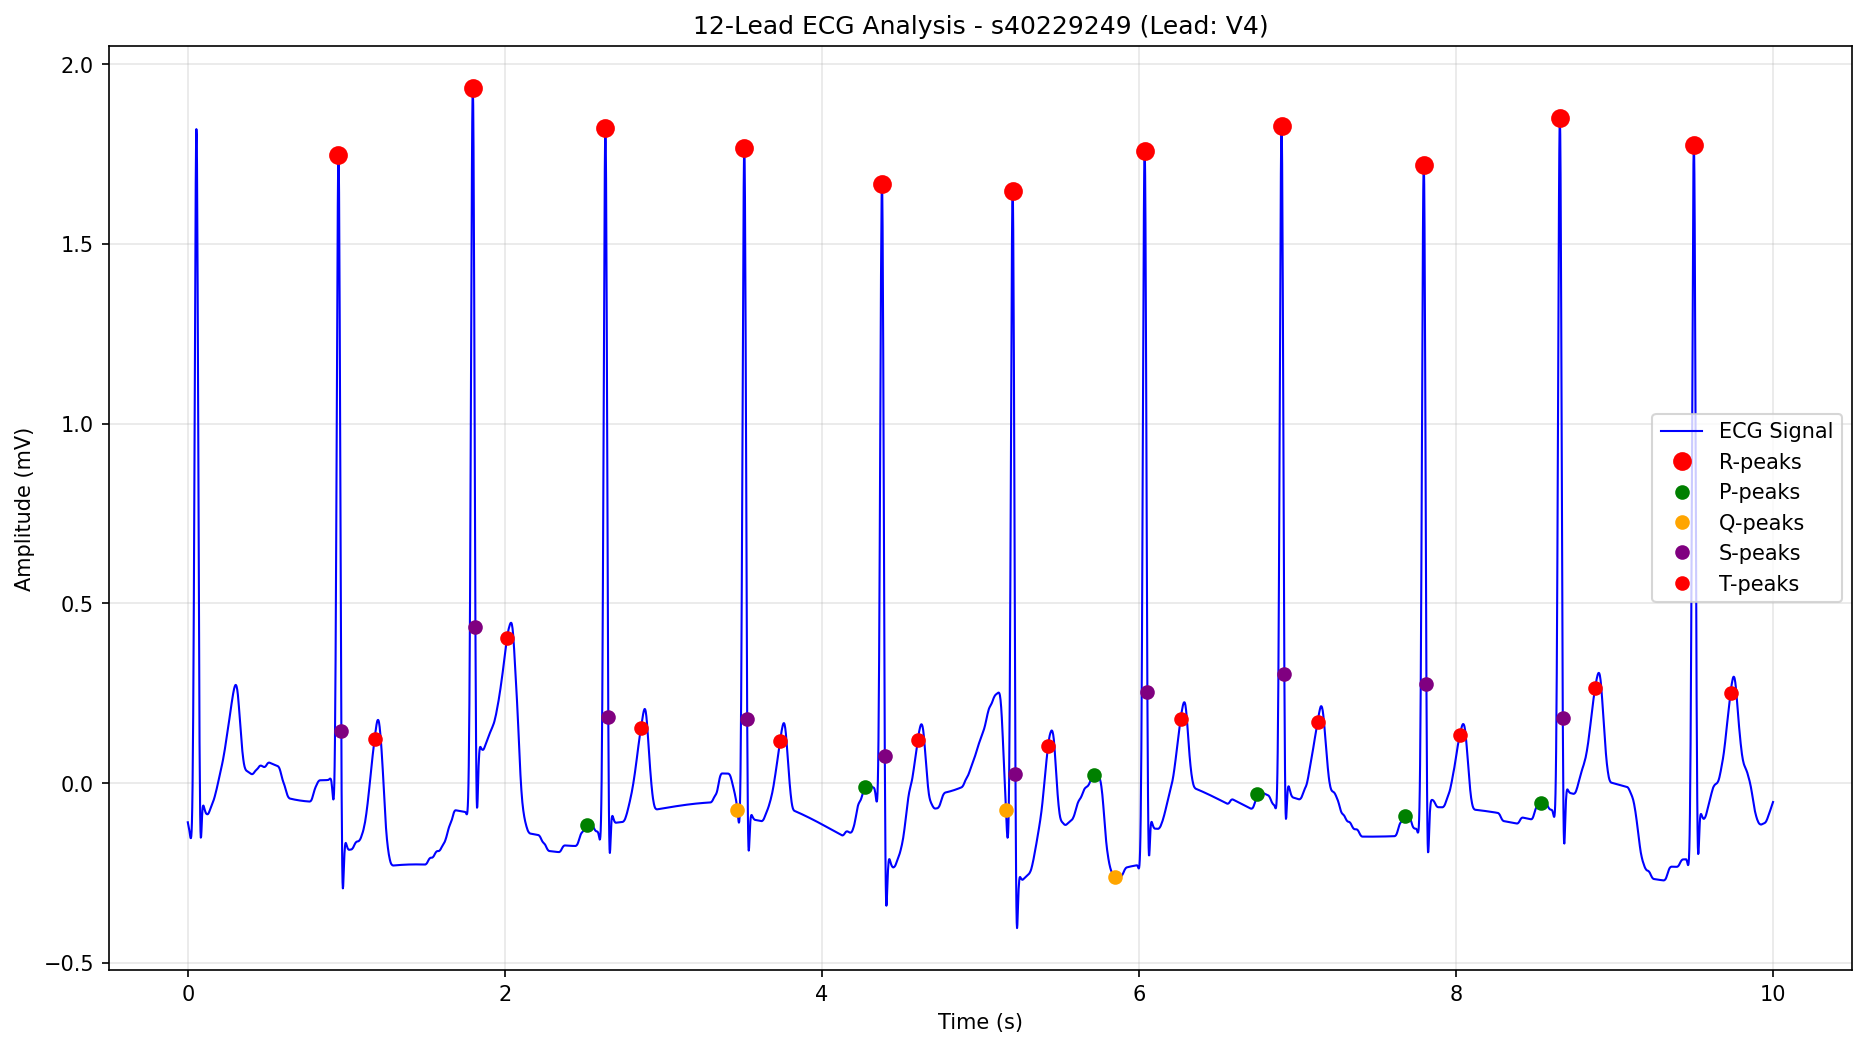 12-Lead ECG Analysis - s40229249 (Lead: V4)
2.0
1.5
1.0
0.5
0.0
−0.5
Amplitude (mV)
ECG Signal
R-peaks
P-peaks
Q-peaks
S-peaks
T-peaks
0 2 4 6 8 10
Time (s)